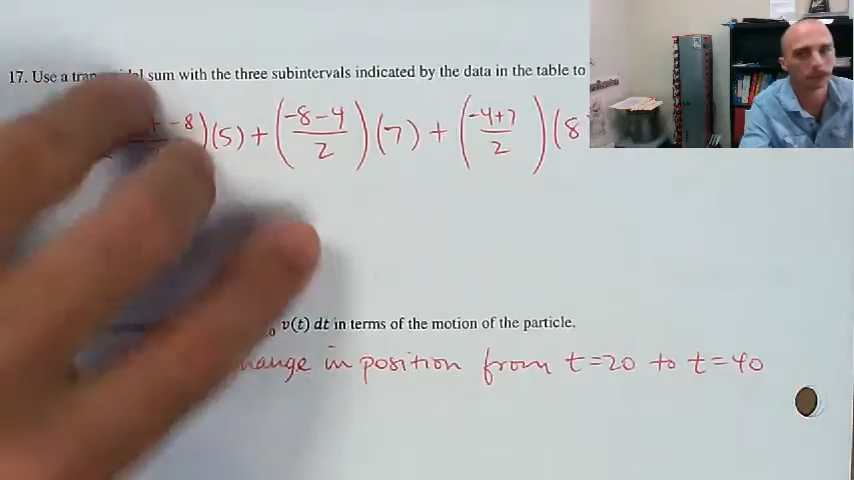 17. Use a sum with the three subintervals indicated by the data in the table to
-8)(5) + (-8-4/2)(7) + (-4+7/2)(8
v(t) dt in terms of the motion of the particle.
in position from t=20 to t=40